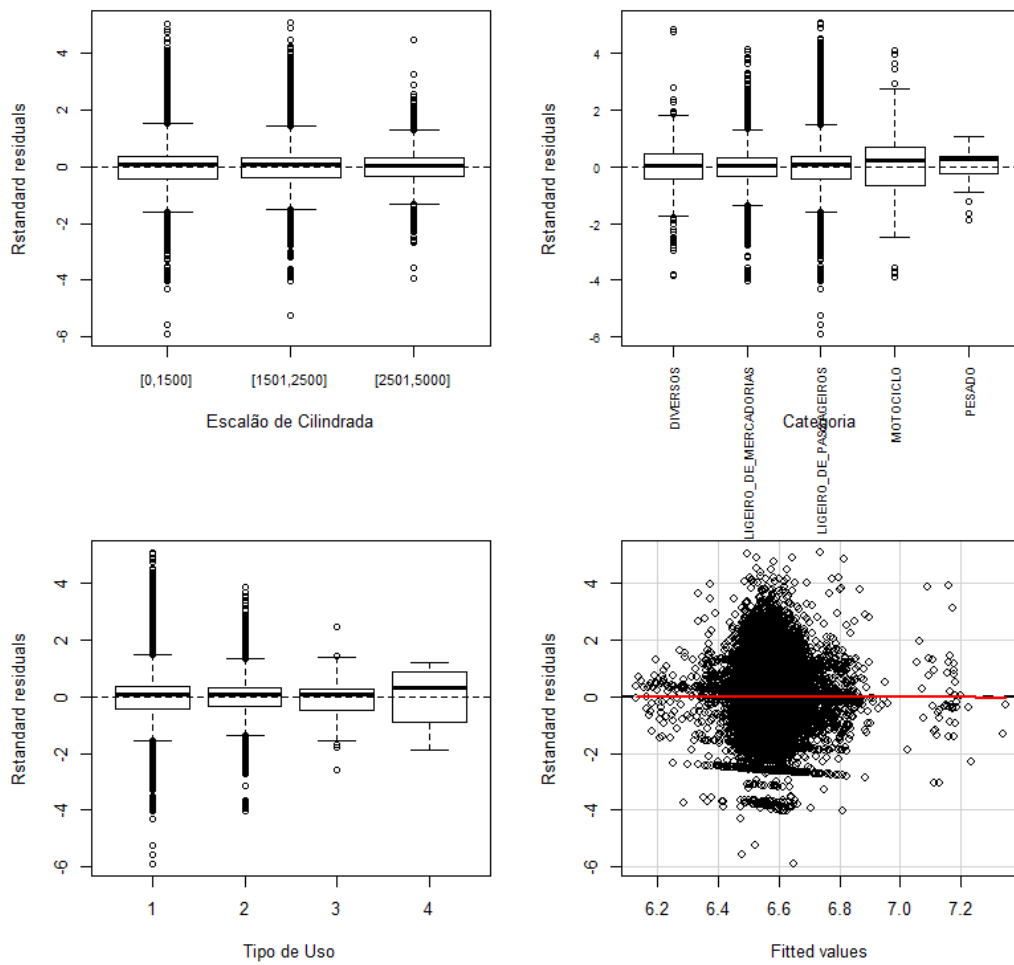 Rstandard residuals
4
2
0
-2
-4
-6
[0,1500]
[1501,2500]
[2501,5000]
Escalão de Cilindrada
Rstandard residuals
4
2
0
-2
-4
-6
DIVERSOS
LIGEIRO_DE_MERCADORIAS
LIGEIRO_DE_PASSAGEIROS
MOTOCICLO
PESADO
Categoria
Rstandard residuals
4
2
0
-2
-4
-6
1
2
3
4
Tipo de Uso
Rstandard residuals
4
2
0
-2
-4
-6
6.2
6.4
6.6
6.8
7.0
7.2
Fitted values